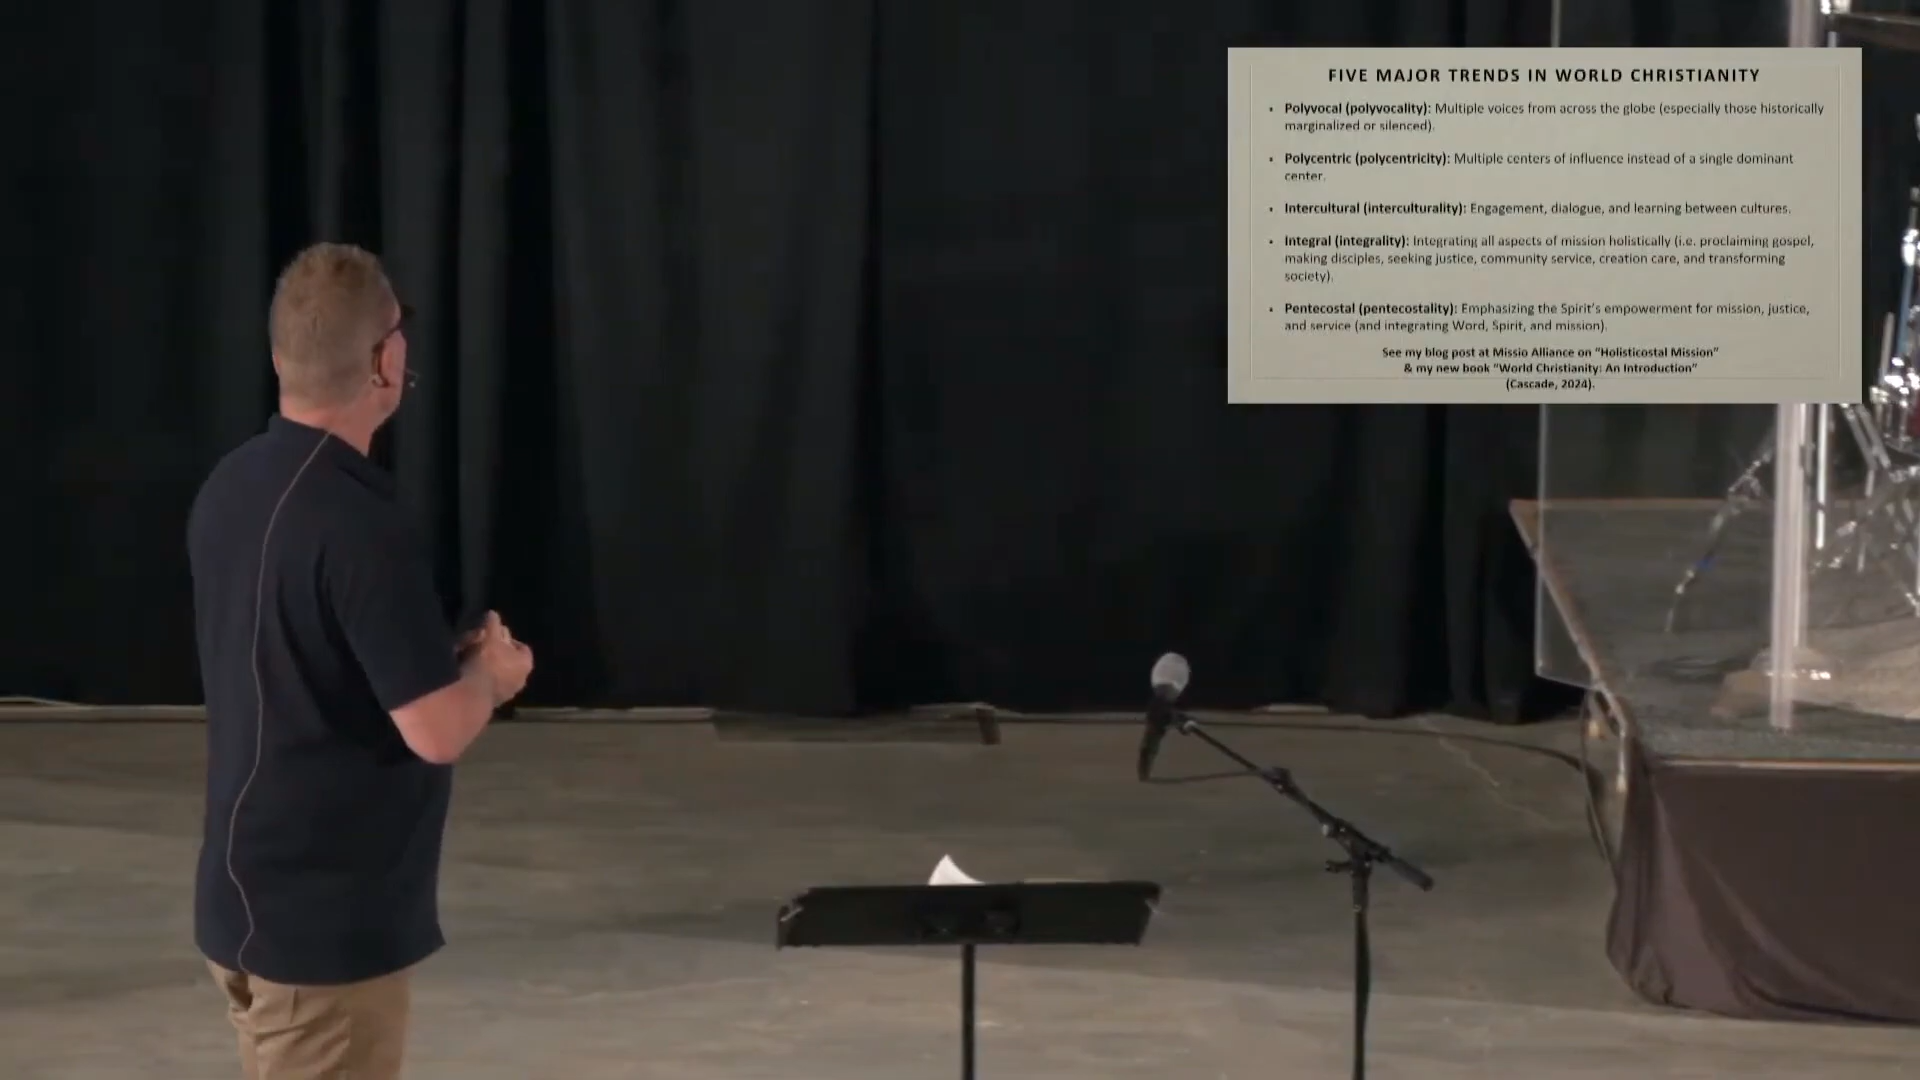 FIVE MAJOR TRENDS IN WORLD CHRISTIANITY
• Polyvocal (polyvocality): Multiple voices from across the globe (especially those historically
marginalized or silenced).
• Polycentric (polycentricity): Multiple centers of influence instead of a single dominant
center.
• Intercultural (interculturality): Engagement, dialogue, and learning between cultures.
• Integral (integrality): Integrating all aspects of mission holistically (i.e. proclaiming gospel,
making disciples, seeking justice, community service, creation care, and transforming
society).
• Pentecostal (pentecostality): Emphasizing the Spirit's empowerment for mission, justice,
and service (and integrating Word, Spirit, and mission).
See my blog post at Missio Alliance on "Holisticostal Mission"
& my new book "World Christianity: An Introduction"
(Cascade, 2024).